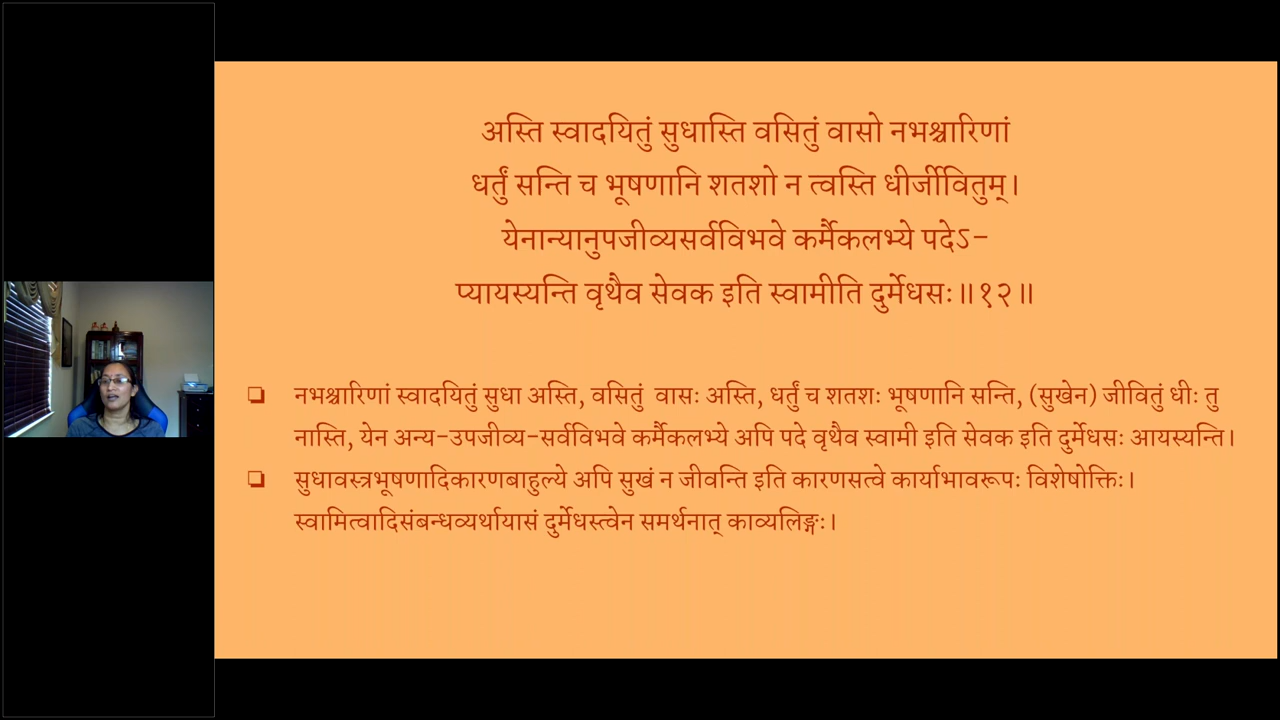 अस्ति स्वादयितुं सुधास्ति वसितुं वासो नभश्चारिणां
धर्तुं सन्ति च भूषणानि शतशो न त्वस्ति धीर्जीवितुम्।
येनान्यानुपजीव्यसर्वविभवे कर्मैकलभ्ये पदेऽ-
प्यायस्यन्ति वृथैव सेवक इति स्वामीति दुर्मेधसः॥१२॥
❏ नभश्चारिणां स्वादयितुं सुधा अस्ति, वसितुं वासः अस्ति, धर्तुं च शतशः भूषणानि सन्ति, (सुखेन) जीवितुं धीः तु
नास्ति, येन अन्य-उपजीव्य-सर्वविभवे कर्मैकलभ्ये अपि पदे वृथैव स्वामी इति सेवक इति दुर्मेधसः आयस्यन्ति।
❏ सुधावस्त्रभूषणादिकारणबाहुल्ये अपि सुखं न जीवन्ति इति कारणसत्वे कार्याभावरूपः विशेषोक्तिः।
स्वामित्वादिसंबन्धव्यर्थायासं दुर्मेधस्त्वेन समर्थनात् काव्यलिङ्गः।